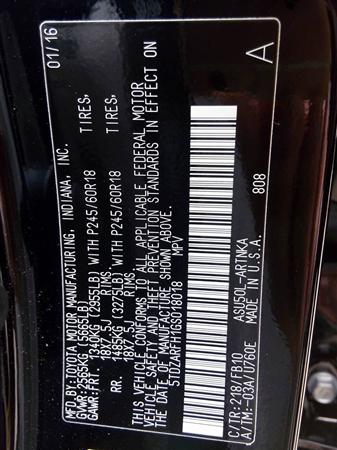 MFD. BY:TOYOTA MOTOR MANUFACTURING, INDIANA, INC. 01/16
GVWR: 2565KG (5665LB)
GAWR:FRT. 1340KG (2955LB) WITH P245/60R18 TIRES,
18X7.5J RIMS,
RR. 1485KG (3275LB) WITH P245/60R18 TIRES,
18X7.5J RIMS,
THIS VEHICLE CONFORMS TO ALL APPLICABLE FEDERAL MOTOR
VEHICLE SAFETY AND THEFT PREVENTION STANDARDS IN EFFECT ON
THE DATE OF MANUFACTURE SHOWN ABOVE.
5TDZARFH1GS018018 MPV
A
C/TR:218/FB10 ASU50L-ARTNKA
A/TM:-03A/U760E 808
MADE IN U.S.A.